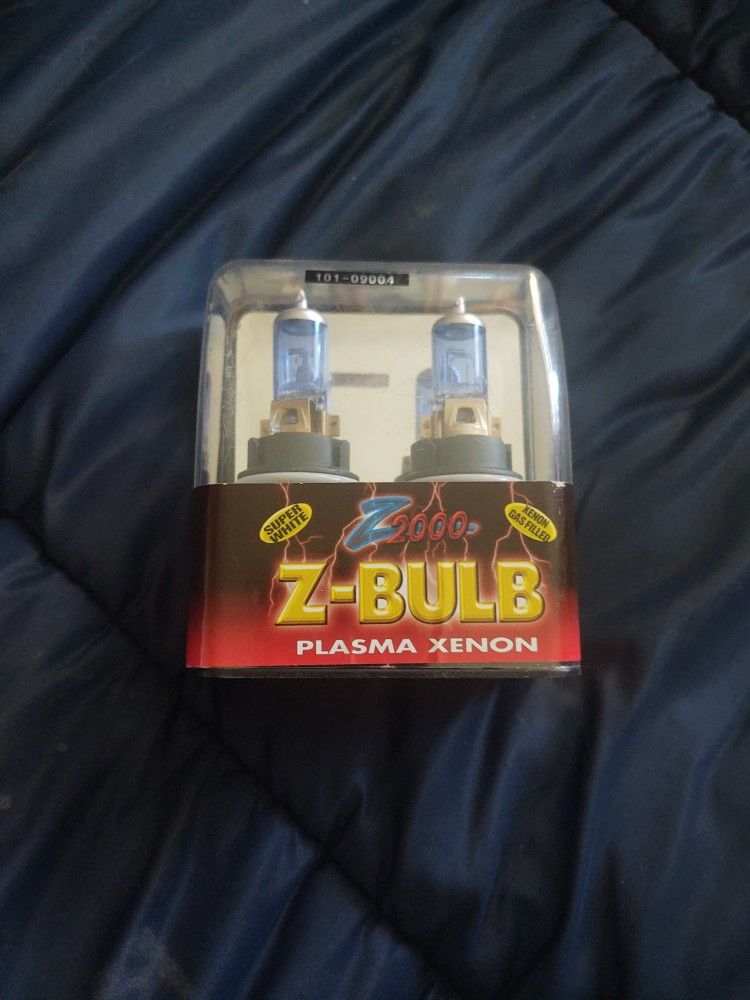 101-09004
SUPER
WHITE
Z2000
XENON
GAS FILLED
Z-BULB
PLASMA XENON